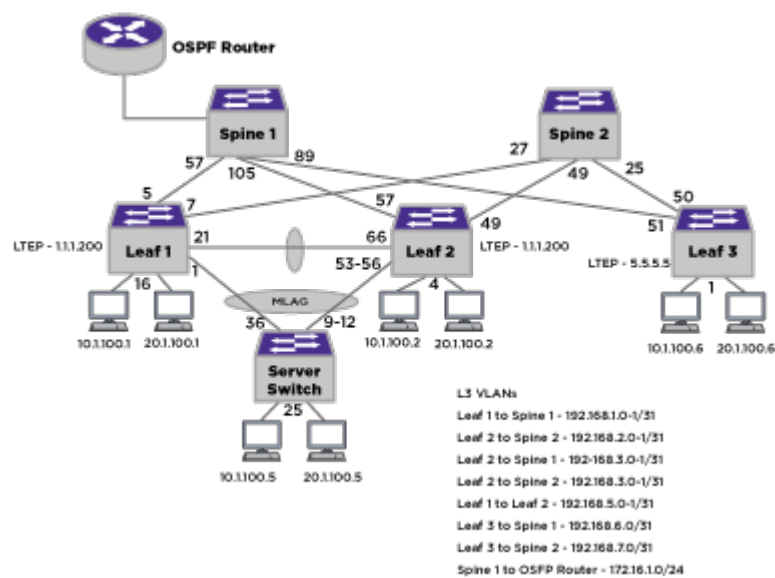 OSPF Router
Spine 1
Spine 2
57
105
89
27
49
25
5
7
57
49
50
51
LTEP - 1.1.1.200
Leaf 1
21
66
Leaf 2
LTEP - 1.1.1.200
Leaf 3
LTEP - 5.5.5.5
1
53-56
16
4
1
MLAG
36
9-12
10.1.100.1
20.1.100.1
10.1.100.2
20.1.100.2
10.1.100.6
20.1.100.6
Server
Switch
25
10.1.100.5
20.1.100.5
L3 VLANs
Leaf 1 to Spine 1 - 192.168.1.0-1/31
Leaf 2 to Spine 2 - 192.168.2.0-1/31
Leaf 2 to Spine 1 - 192-168.3.0-1/31
Leaf 2 to Spine 2 - 192.168.3.0-1/31
Leaf 1 to Leaf 2 - 192.168.5.0-1/31
Leaf 3 to Spine 1 - 192.168.6.0/31
Leaf 3 to Spine 2 - 192.168.7.0/31
Spine 1 to OSFP Router - 172.16.1.0/24